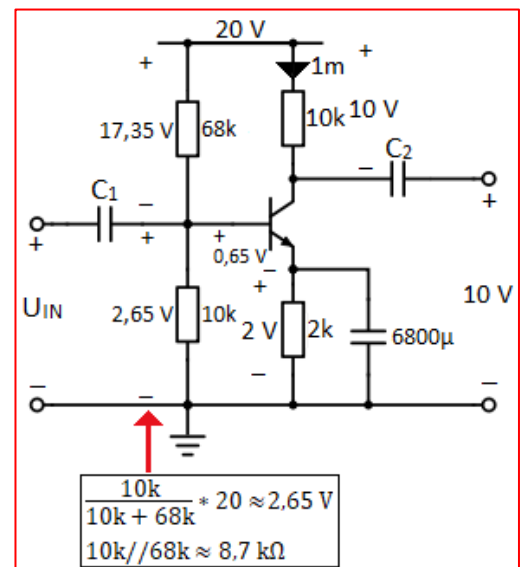 20 V
+
+
1m
17,35 V
68k
10k
10 V
C1
–
–
C2
+
+
+
0,65 V
–
+
+
UIN
2,65 V
10k
2 V
2k
6800µ
10 V
–
–
–
–
10k
10k + 68k
* 20 ≈ 2,65 V
10k//68k ≈ 8,7 kΩ